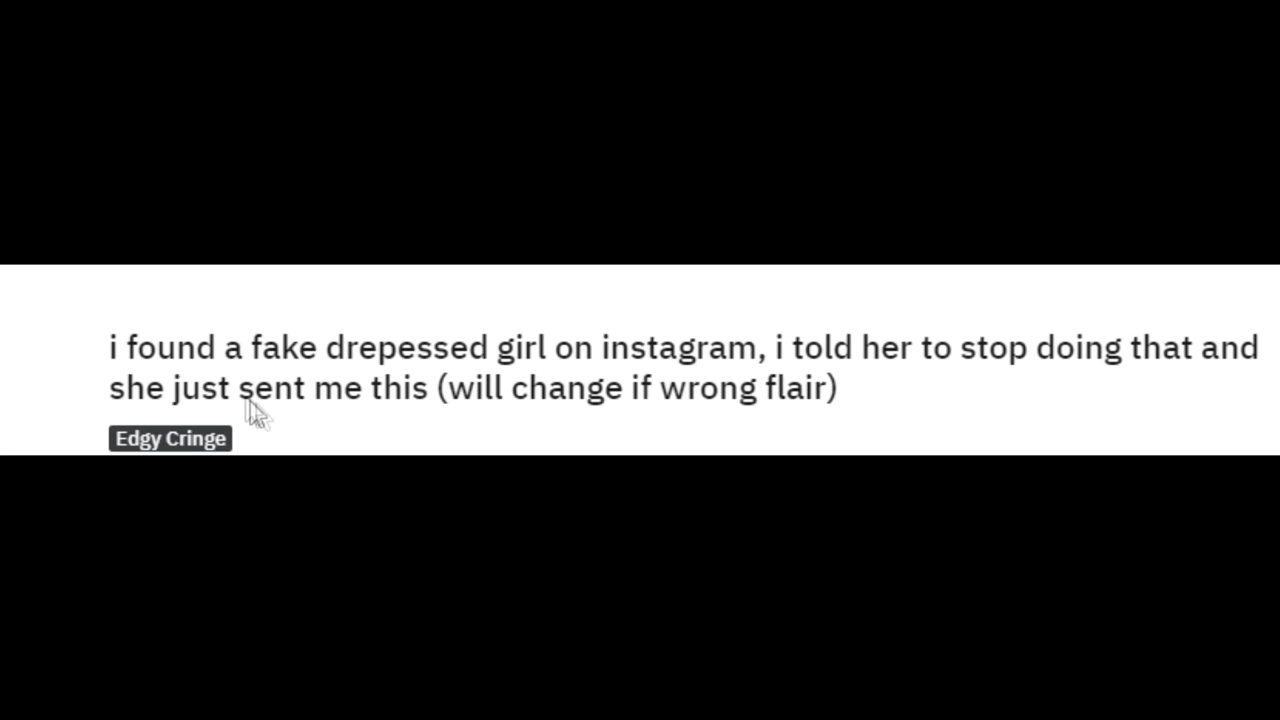 i found a fake drepessed girl on instagram, i told her to stop doing that and
she just sent me this (will change if wrong flair)
Edgy Cringe